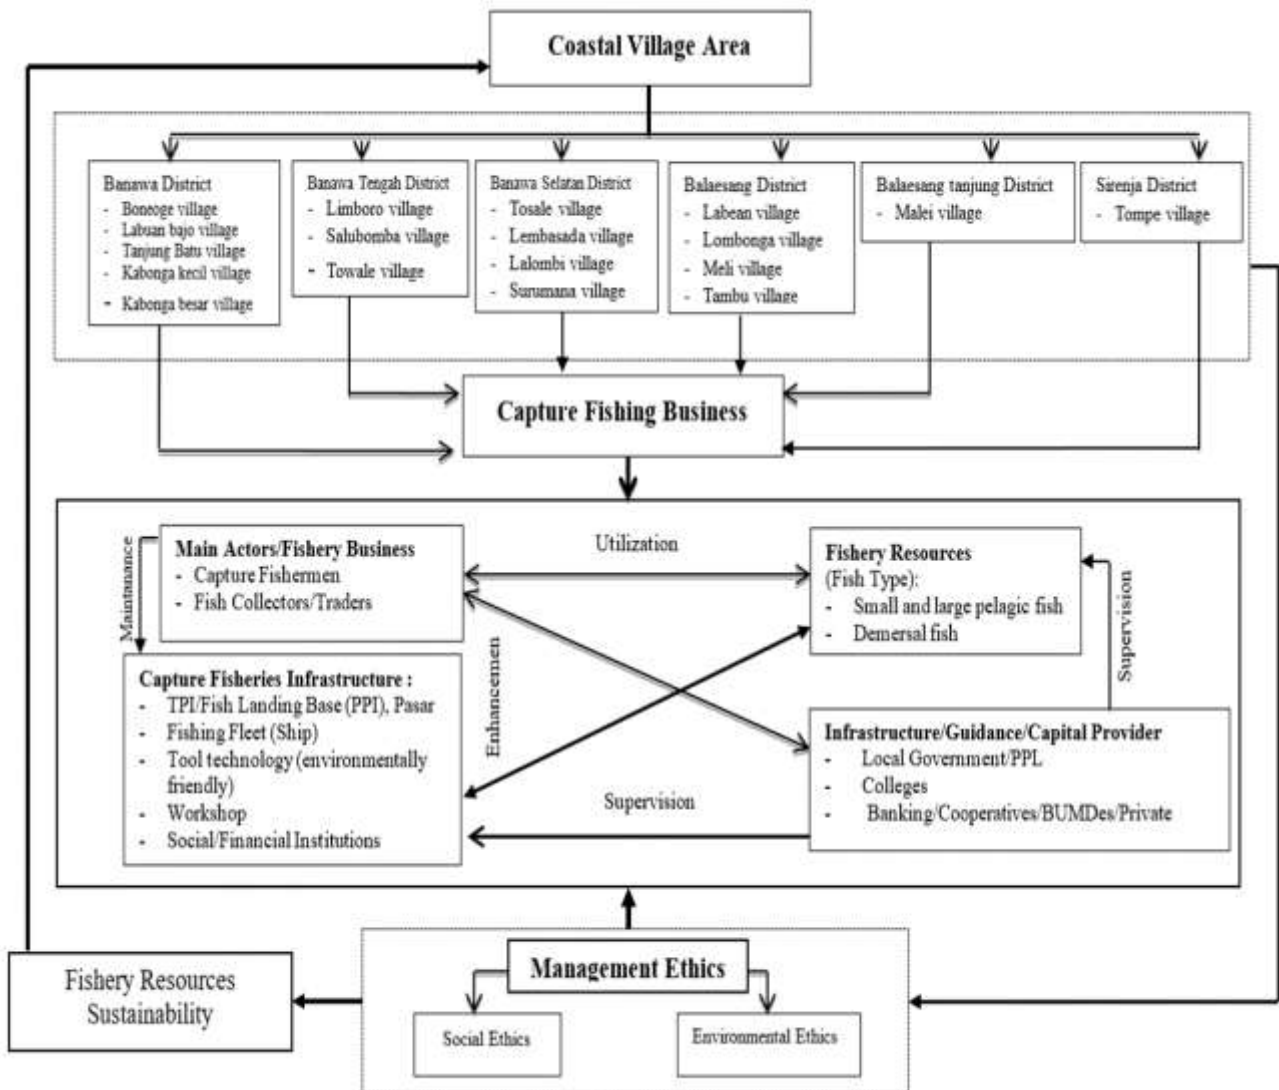 Coastal Village Area
Banawa District
- Boneoge village
- Labuan bajo village
- Tanjung Batu village
- Kabonga kecil village
- Kabonga besar village
Banawa Tengah District
- Limboro village
- Salubomba village
- Towale village
Banawa Selatan District
- Tosale village
- Lembasada village
- Lalombi village
- Surumana village
Balaesang District
- Labean village
- Lombonga village
- Meli village
- Tambu village
Balaesang tanjung District
- Malei village
Sirenja District
- Tompe village
Capture Fishing Business
Maintanance
Main Actors/Fishery Business
- Capture Fishermen
- Fish Collectors/Traders
Utilization
Fishery Resources
(Fish Type):
- Small and large pelagic fish
- Demersal fish
Supervision
Capture Fisheries Infrastructure :
- TPI/Fish Landing Base (PPI), Pasar
- Fishing Fleet (Ship)
- Tool technology (environmentally
friendly)
- Workshop
- Social/Financial Institutions
Enhancemen
Supervision
Infrastructure/Guidance/Capital Provider
- Local Government/PPL
- Colleges
- Banking/Cooperatives/BUMDes/Private
Management Ethics
Social Ethics
Environmental Ethics
Fishery Resources
Sustainability